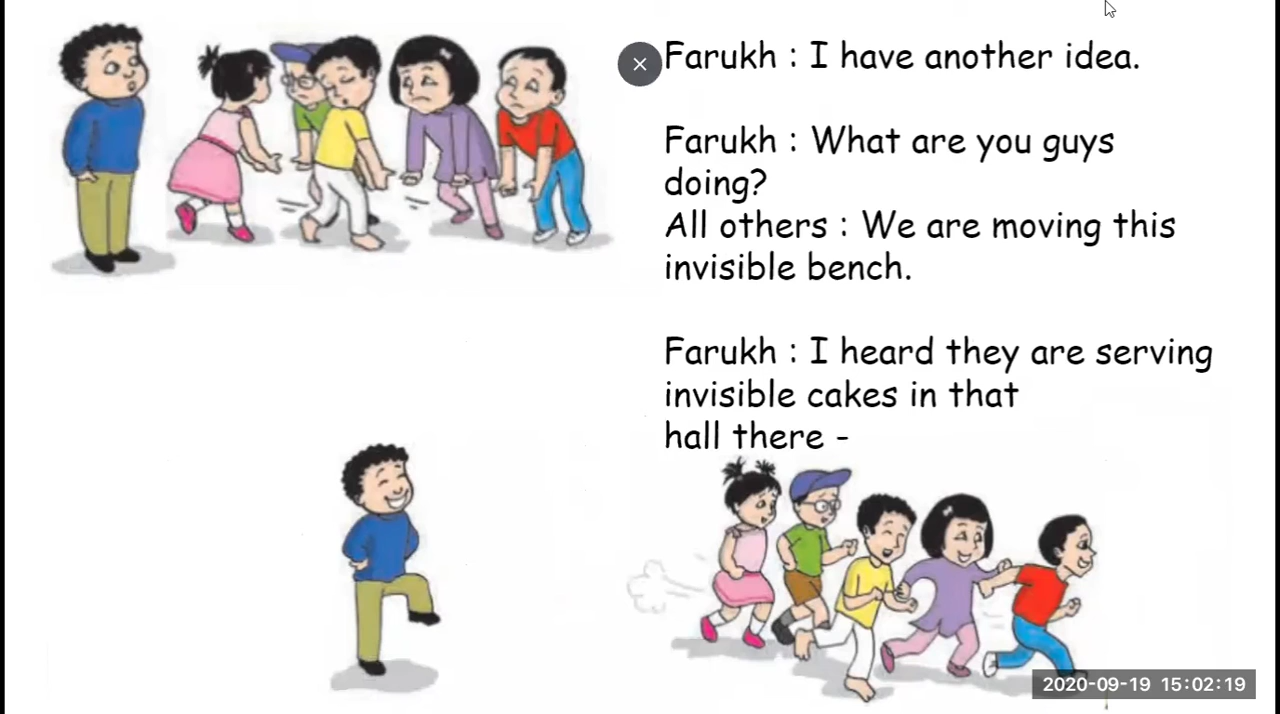 Farukh : I have another idea.
Farukh : What are you guys
doing?
All others : We are moving this
invisible bench.
Farukh : I heard they are serving
invisible cakes in that
hall there -
2020-09-19 15:02:19